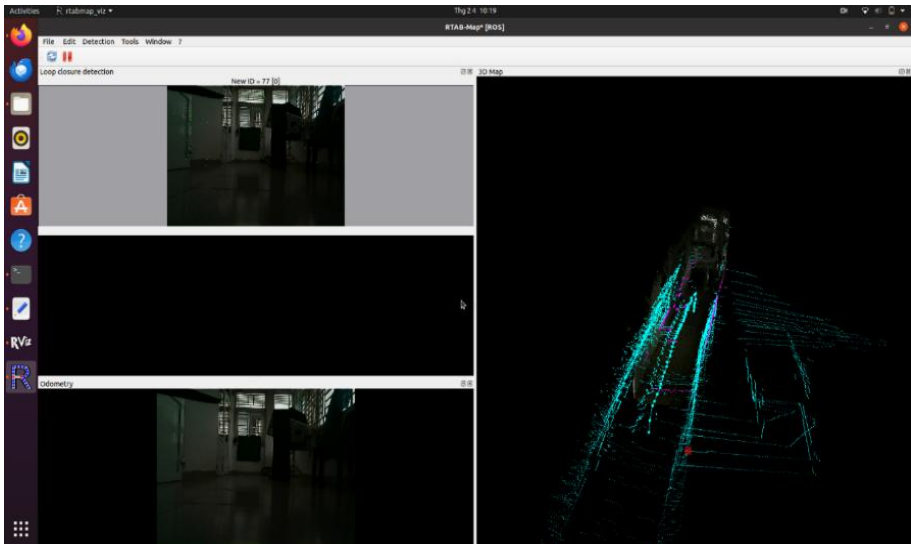 Activities
rtabmap_viz
Thg 2 4 10:19
RTAB-Map* [ROS]
File Edit Detection Tools Window ?
Loop closure detection
3D Map
New ID = 77 [0]
Odometry
RViz
R